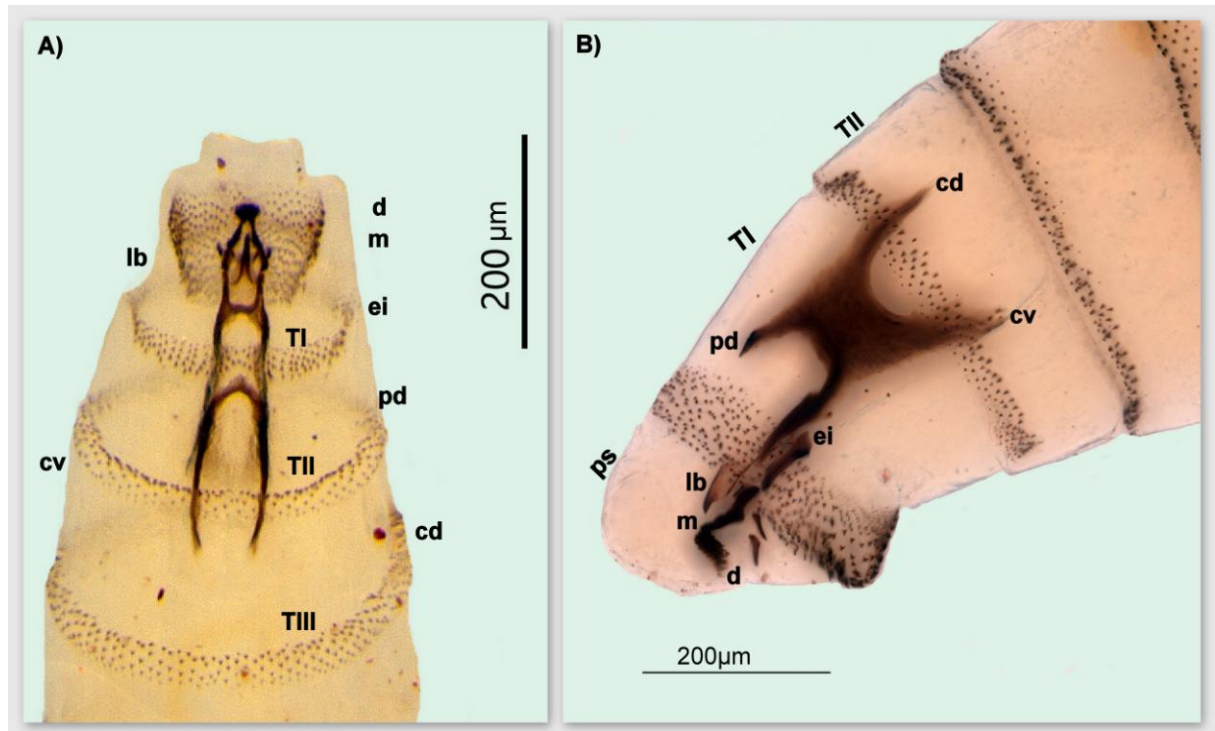 A)
d
m
lb
ei
TI
pd
cv
TII
cd
TIII
200 µm
B)
TII
cd
TI
cv
pd
ei
ps
lb
m
d
200µm